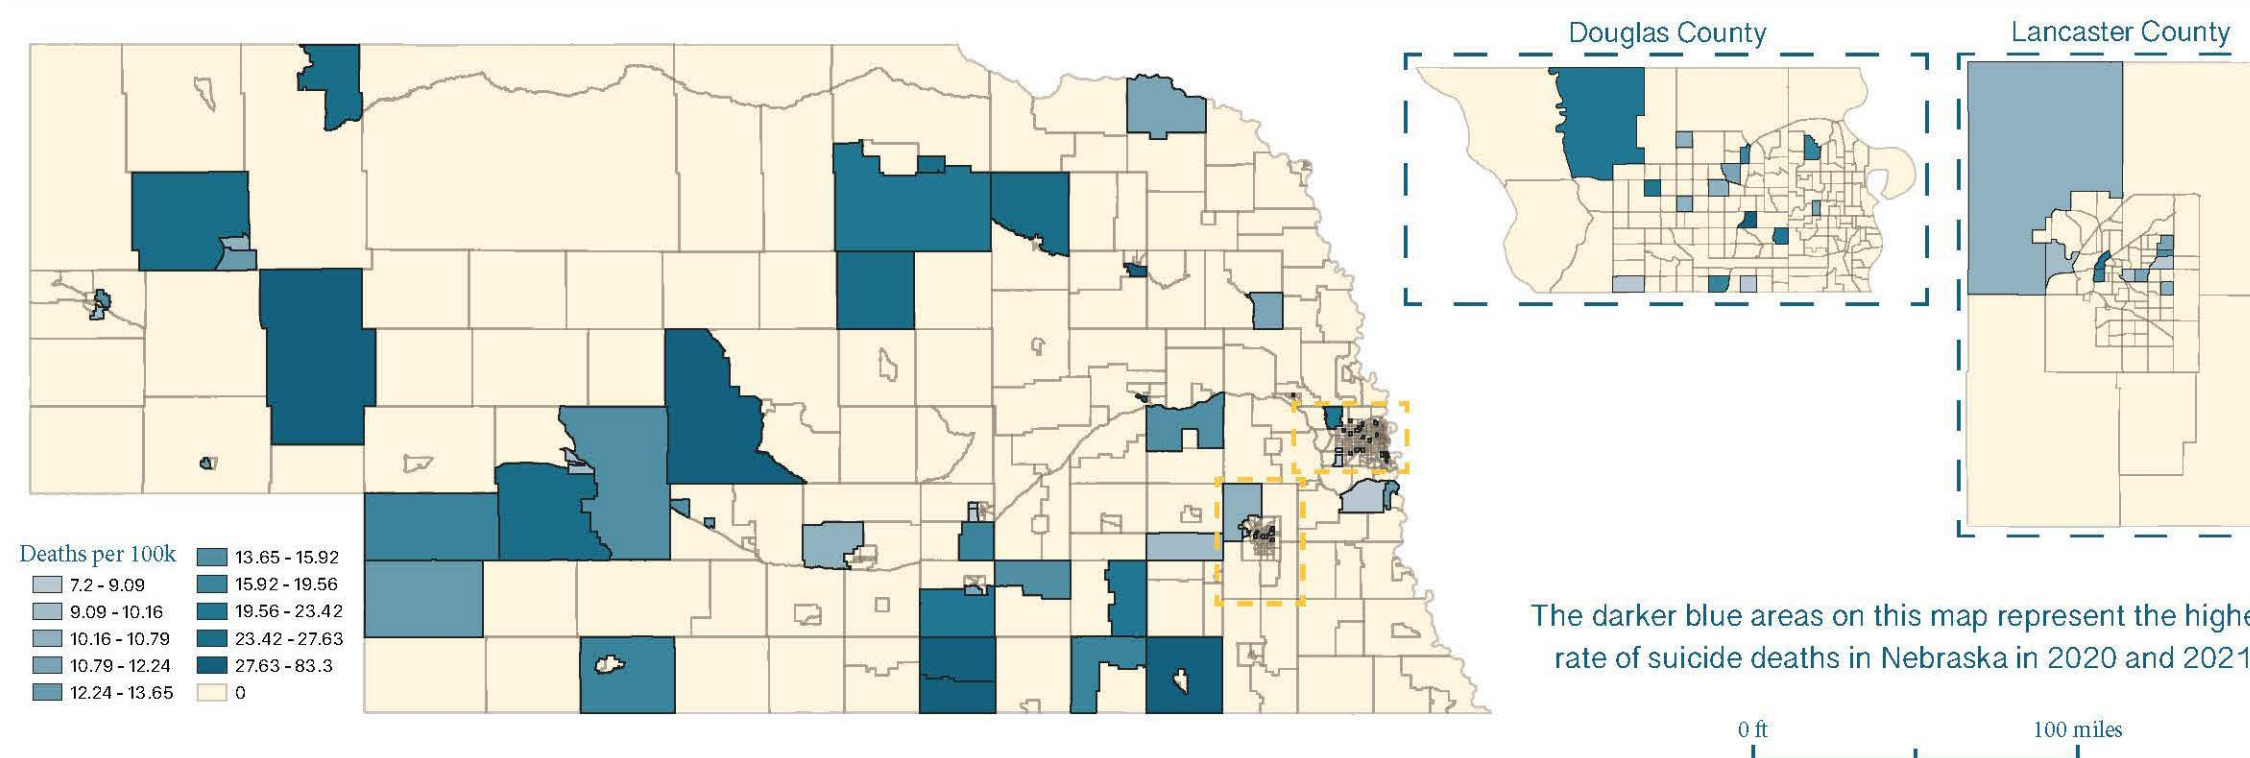 Douglas County
Lancaster County
Deaths per 100k
7.2 - 9.09
9.09 - 10.16
10.16 - 10.79
10.79 - 12.24
12.24 - 13.65
13.65 - 15.92
15.92 - 19.56
19.56 - 23.42
23.42 - 27.63
27.63 - 83.3
0
The darker blue areas on this map represent the highe
rate of suicide deaths in Nebraska in 2020 and 2021
0 ft
100 miles